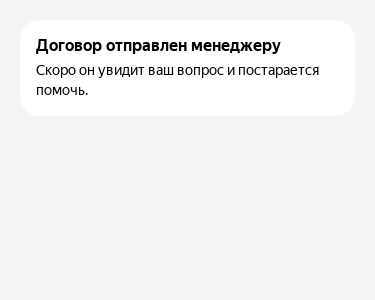 Договор отправлен менеджеру
Скоро он увидит ваш вопрос и постарается
помочь.